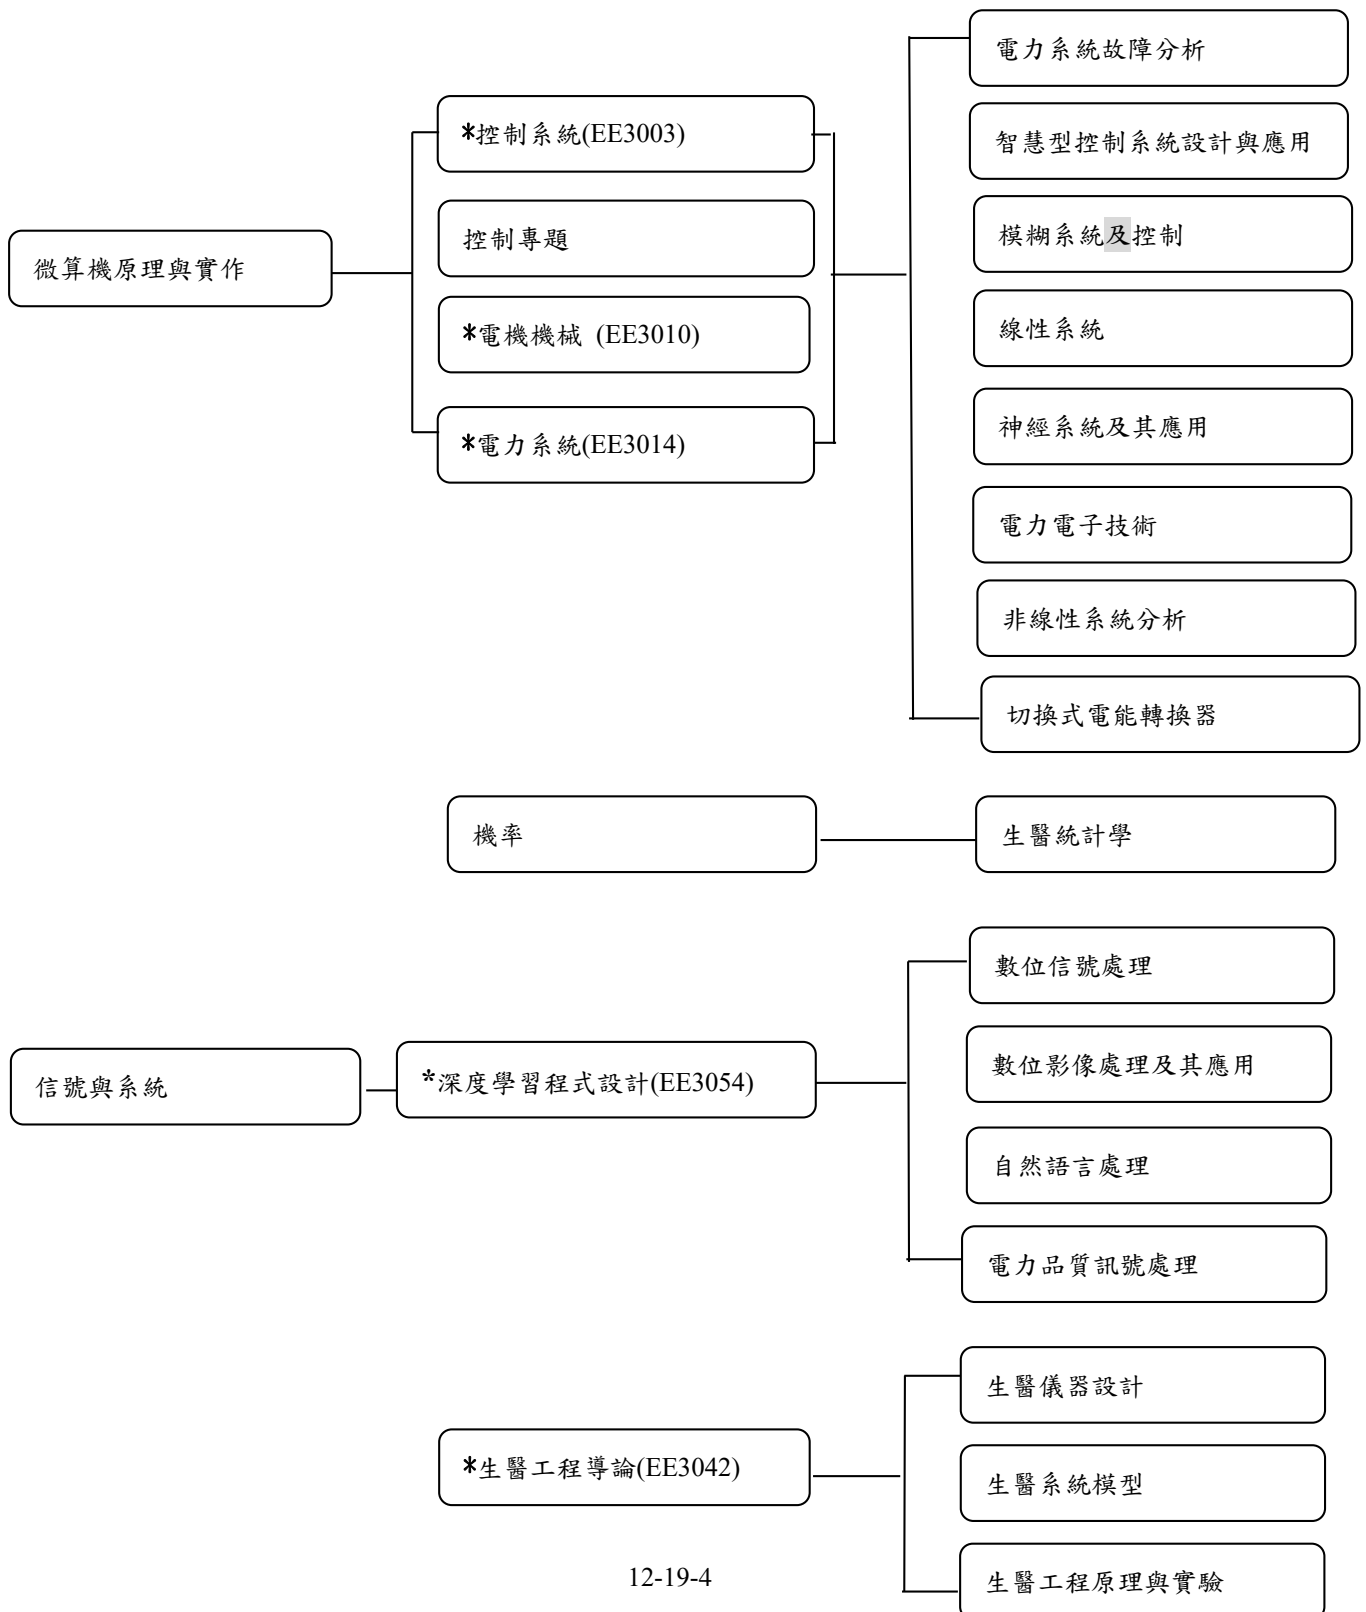 電力系統故障分析
*控制系統(EE3003)
智慧型控制系統設計與應用
控制專題
模糊系統及控制
微算機原理與實作
*電機機械 (EE3010)
線性系統
*電力系統(EE3014)
神經系統及其應用
電力電子技術
非線性系統分析
切換式電能轉換器
機率
生醫統計學
數位信號處理
信號與系統
*深度學習程式設計(EE3054)
數位影像處理及其應用
自然語言處理
電力品質訊號處理
生醫儀器設計
*生醫工程導論(EE3042)
生醫系統模型
生醫工程原理與實驗
12-19-4